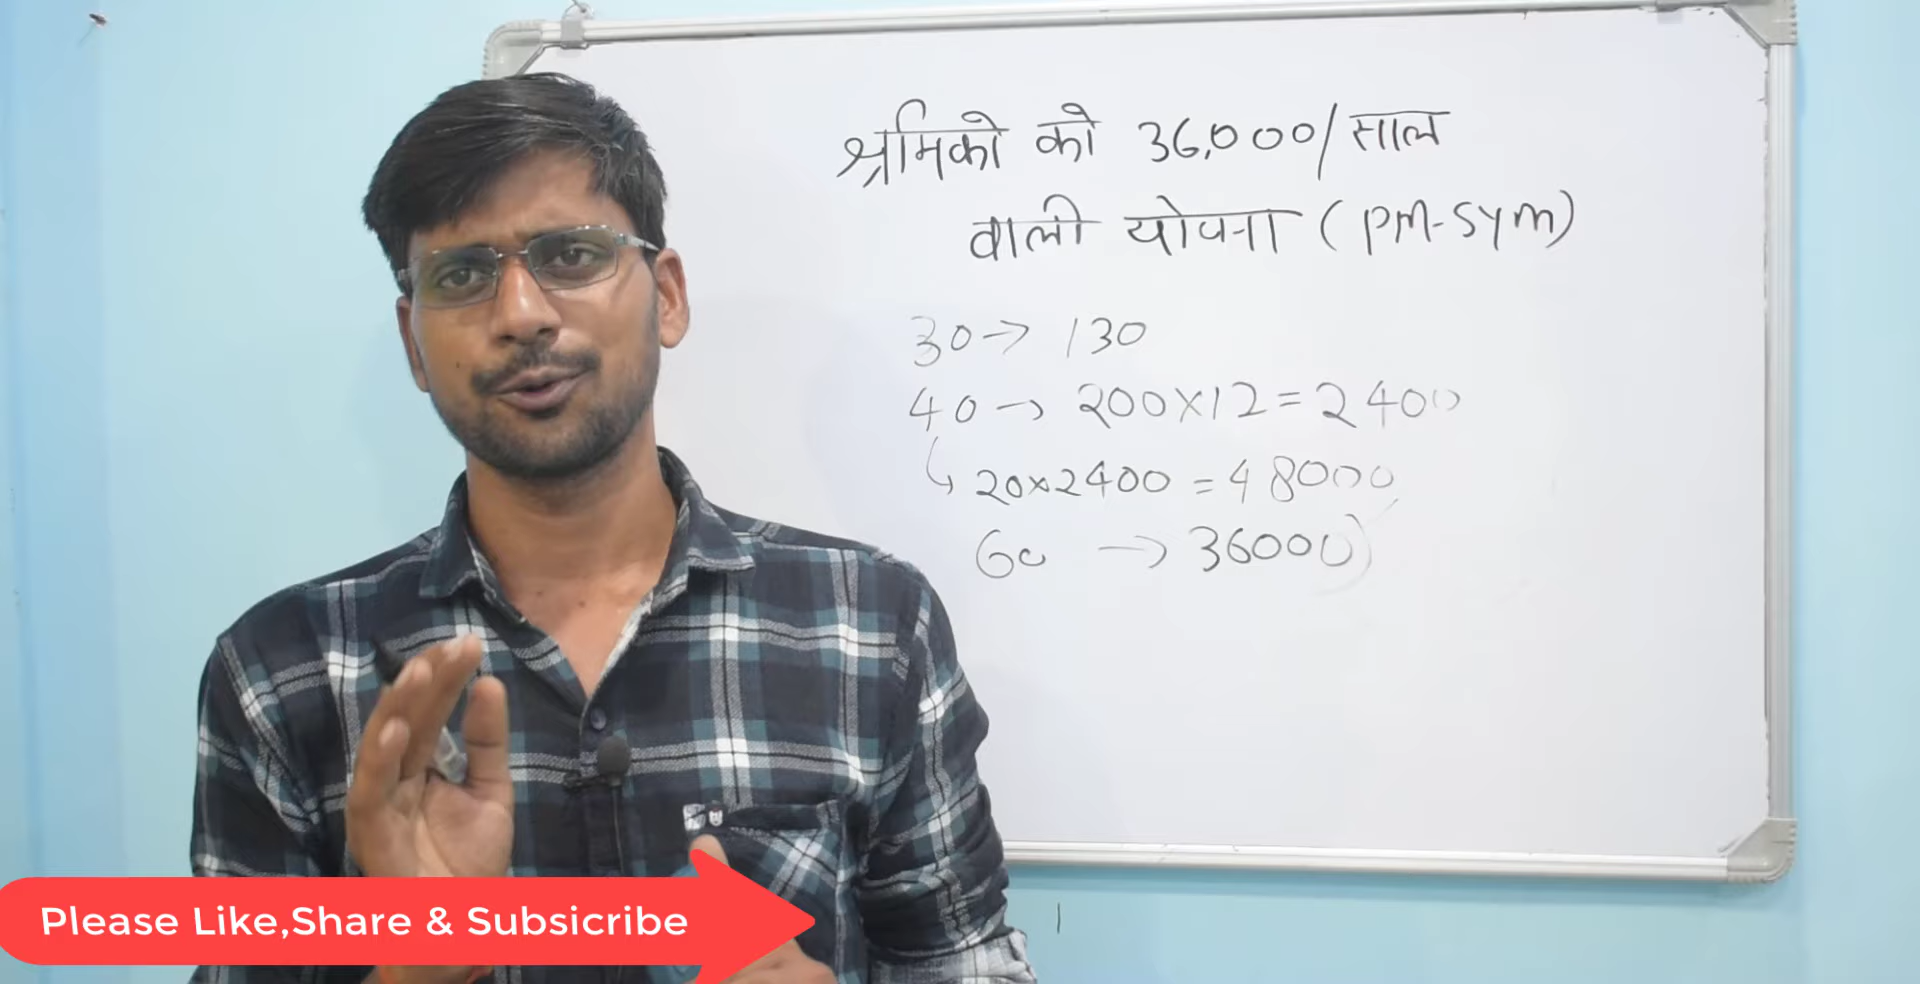 श्रमिको को 36,000/साल
वाली योजना (PM-SYM)
30→ 130
40→ 200×12=2400
↳ 20×2400=48000
60 → 36000
Please Like,Share & Subsicribe